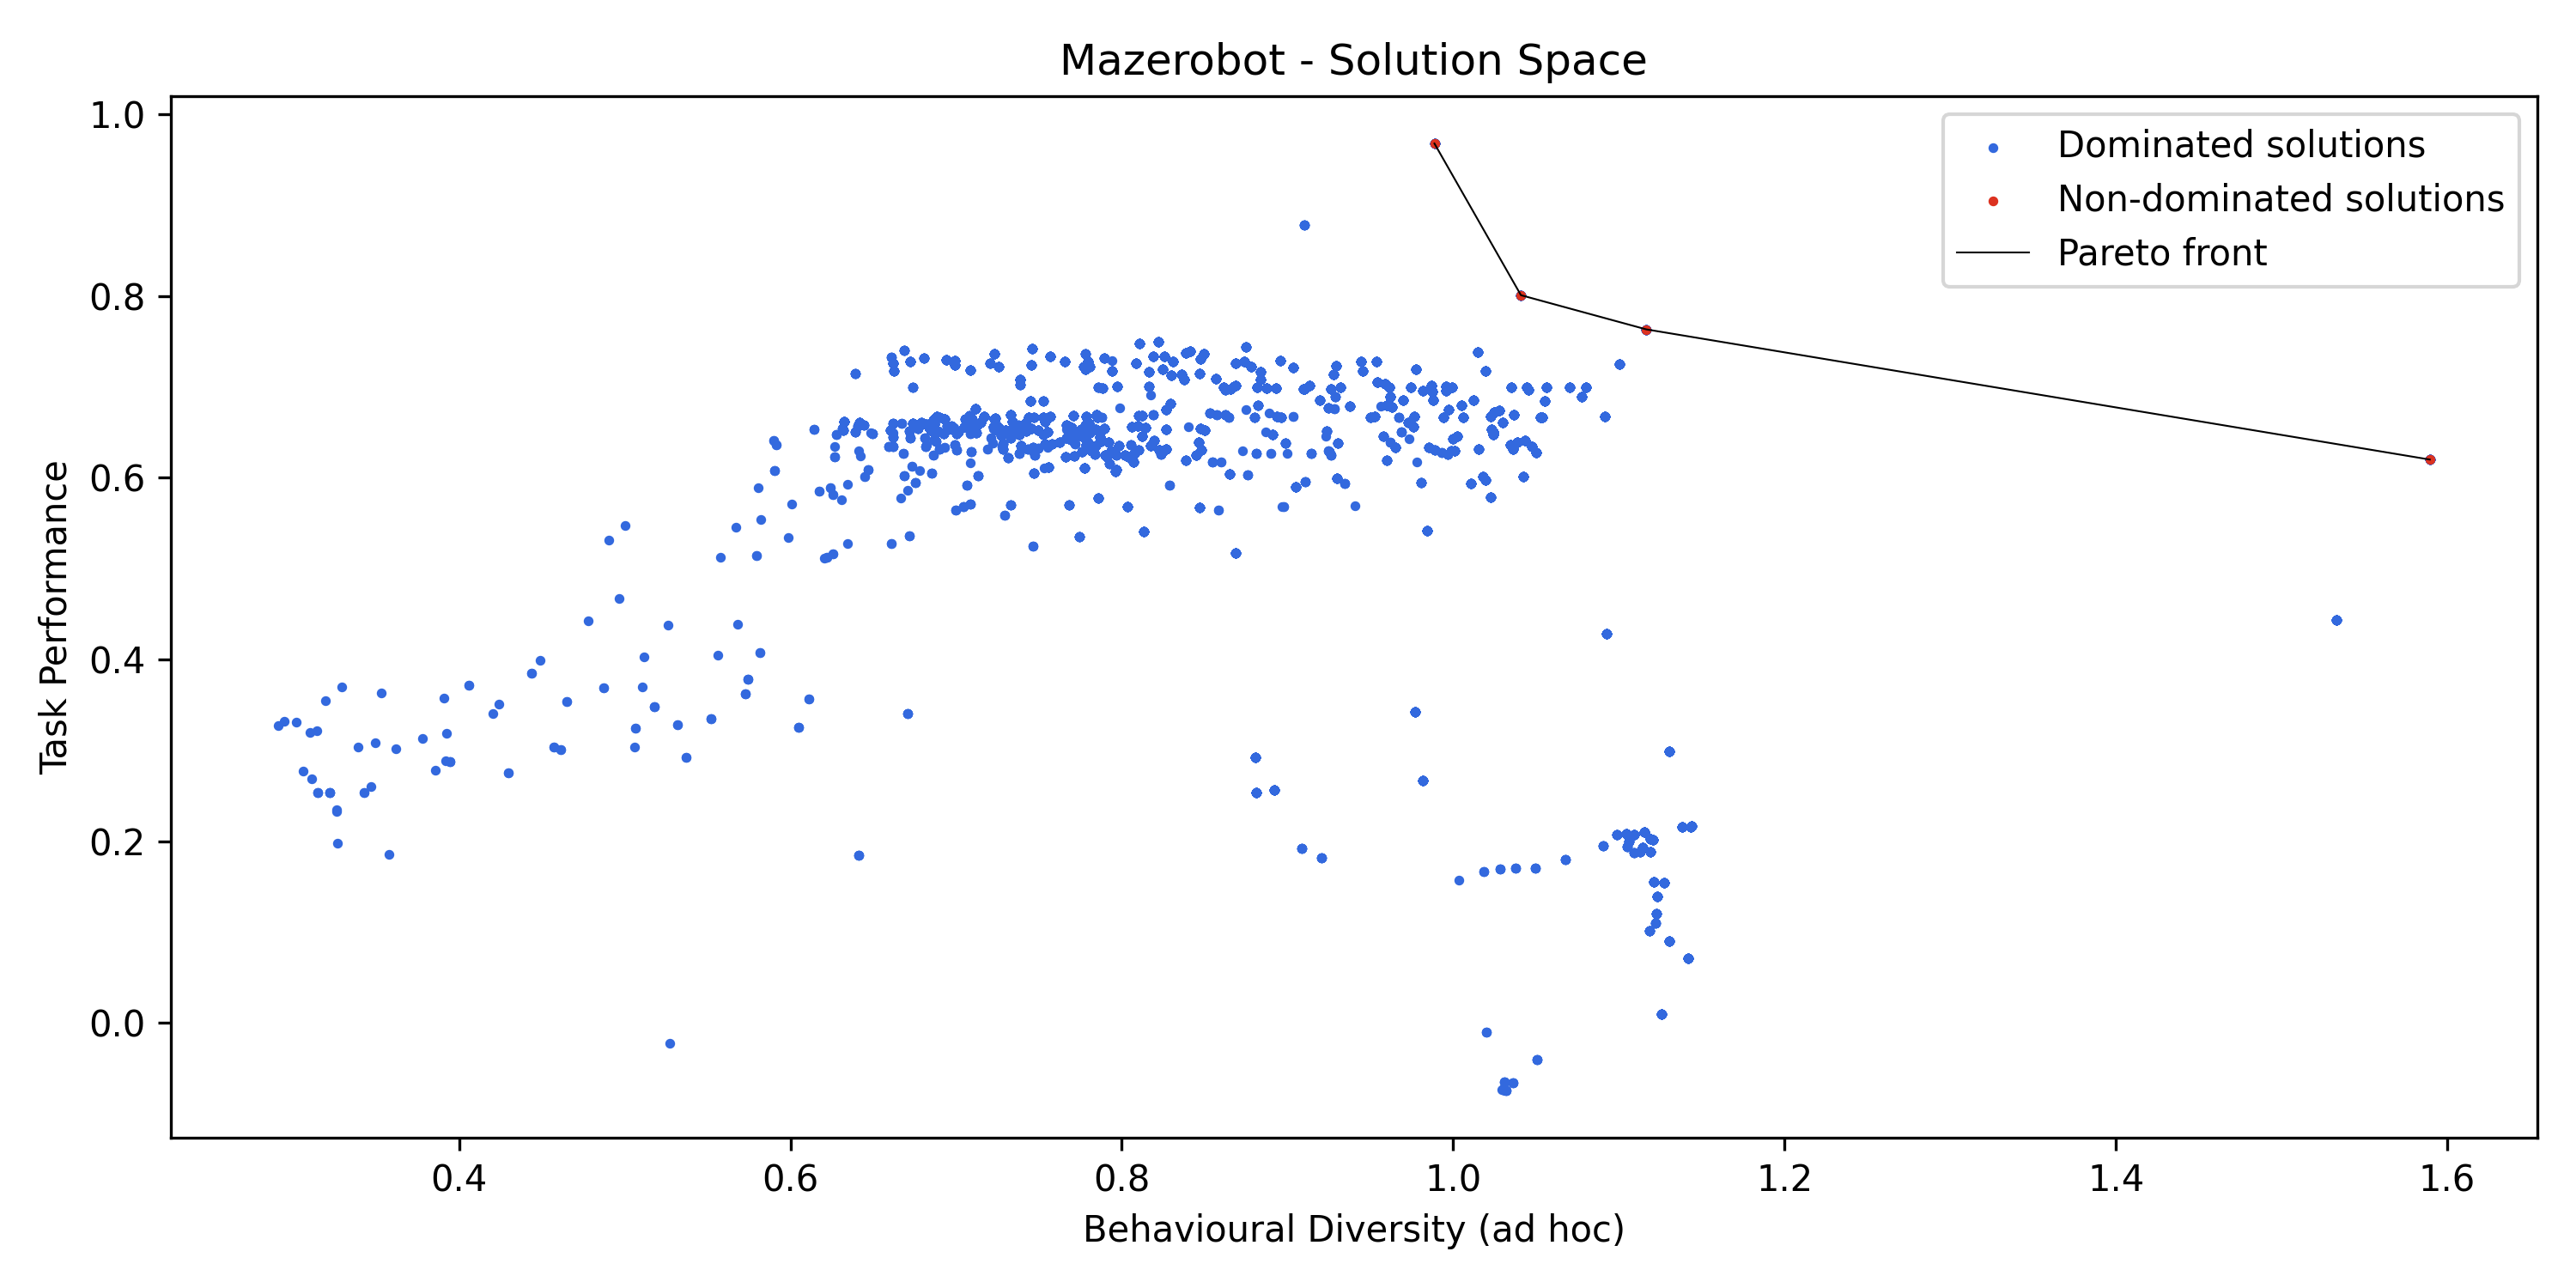 Mazerobot - Solution Space
Dominated solutions
Non-dominated solutions
Pareto front
1.0
0.8
0.6
0.4
0.2
0.0
Task Performance
0.4 0.6 0.8 1.0 1.2 1.4 1.6
Behavioural Diversity (ad hoc)